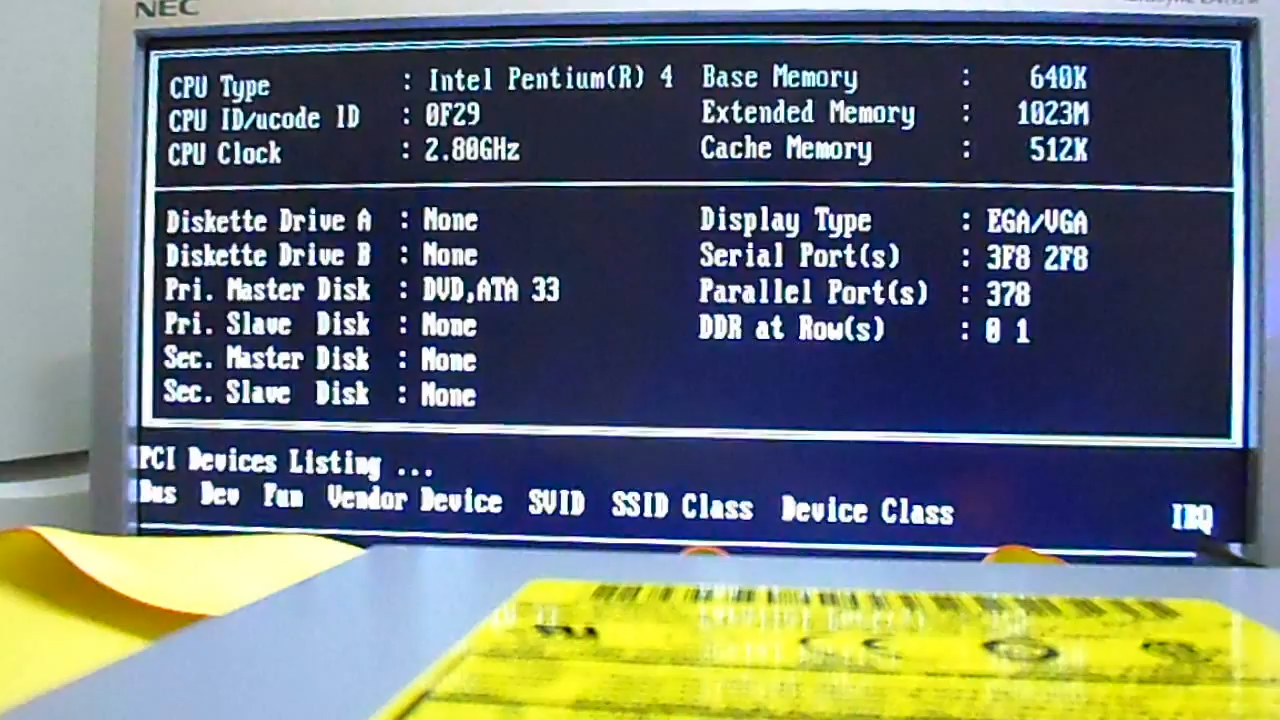 NEC
CPU Type : Intel Pentium(R) 4 Base Memory : 640K
CPU ID/ucode ID : 0F29 Extended Memory : 1023M
CPU Clock : 2.80GHz Cache Memory : 512K
Diskette Drive A : None Display Type : EGA/VGA
Diskette Drive B : None Serial Port(s) : 3F8 2F8
Pri. Master Disk : DVD,ATA 33 Parallel Port(s) : 378
Pri. Slave Disk : None DDR at Row(s) : 0 1
Sec. Master Disk : None
Sec. Slave Disk : None
PCI Devices Listing ...
Bus Dev Fun Vendor Device SVID SSID Class Device Class IRQ